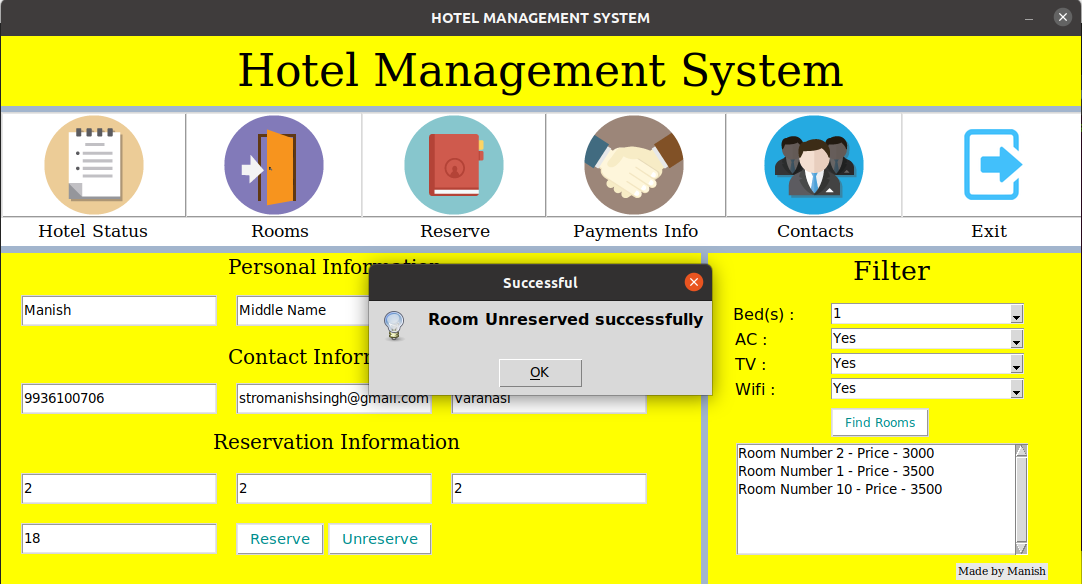 HOTEL MANAGEMENT SYSTEM
Hotel Management System
Hotel Status
Rooms
Reserve
Payments Info
Contacts
Exit
Personal Information
Manish
Middle Name
Successful
Room Unreserved successfully
OK
Contact Infor
9936100706
stromanishsingh@gmail.com
Varanasi
Reservation Information
2
2
2
18
Reserve
Unreserve
Filter
Bed(s) :
1
AC :
Yes
TV :
Yes
Wifi :
Yes
Find Rooms
Room Number 2 - Price - 3000
Room Number 1 - Price - 3500
Room Number 10 - Price - 3500
Made by Manish